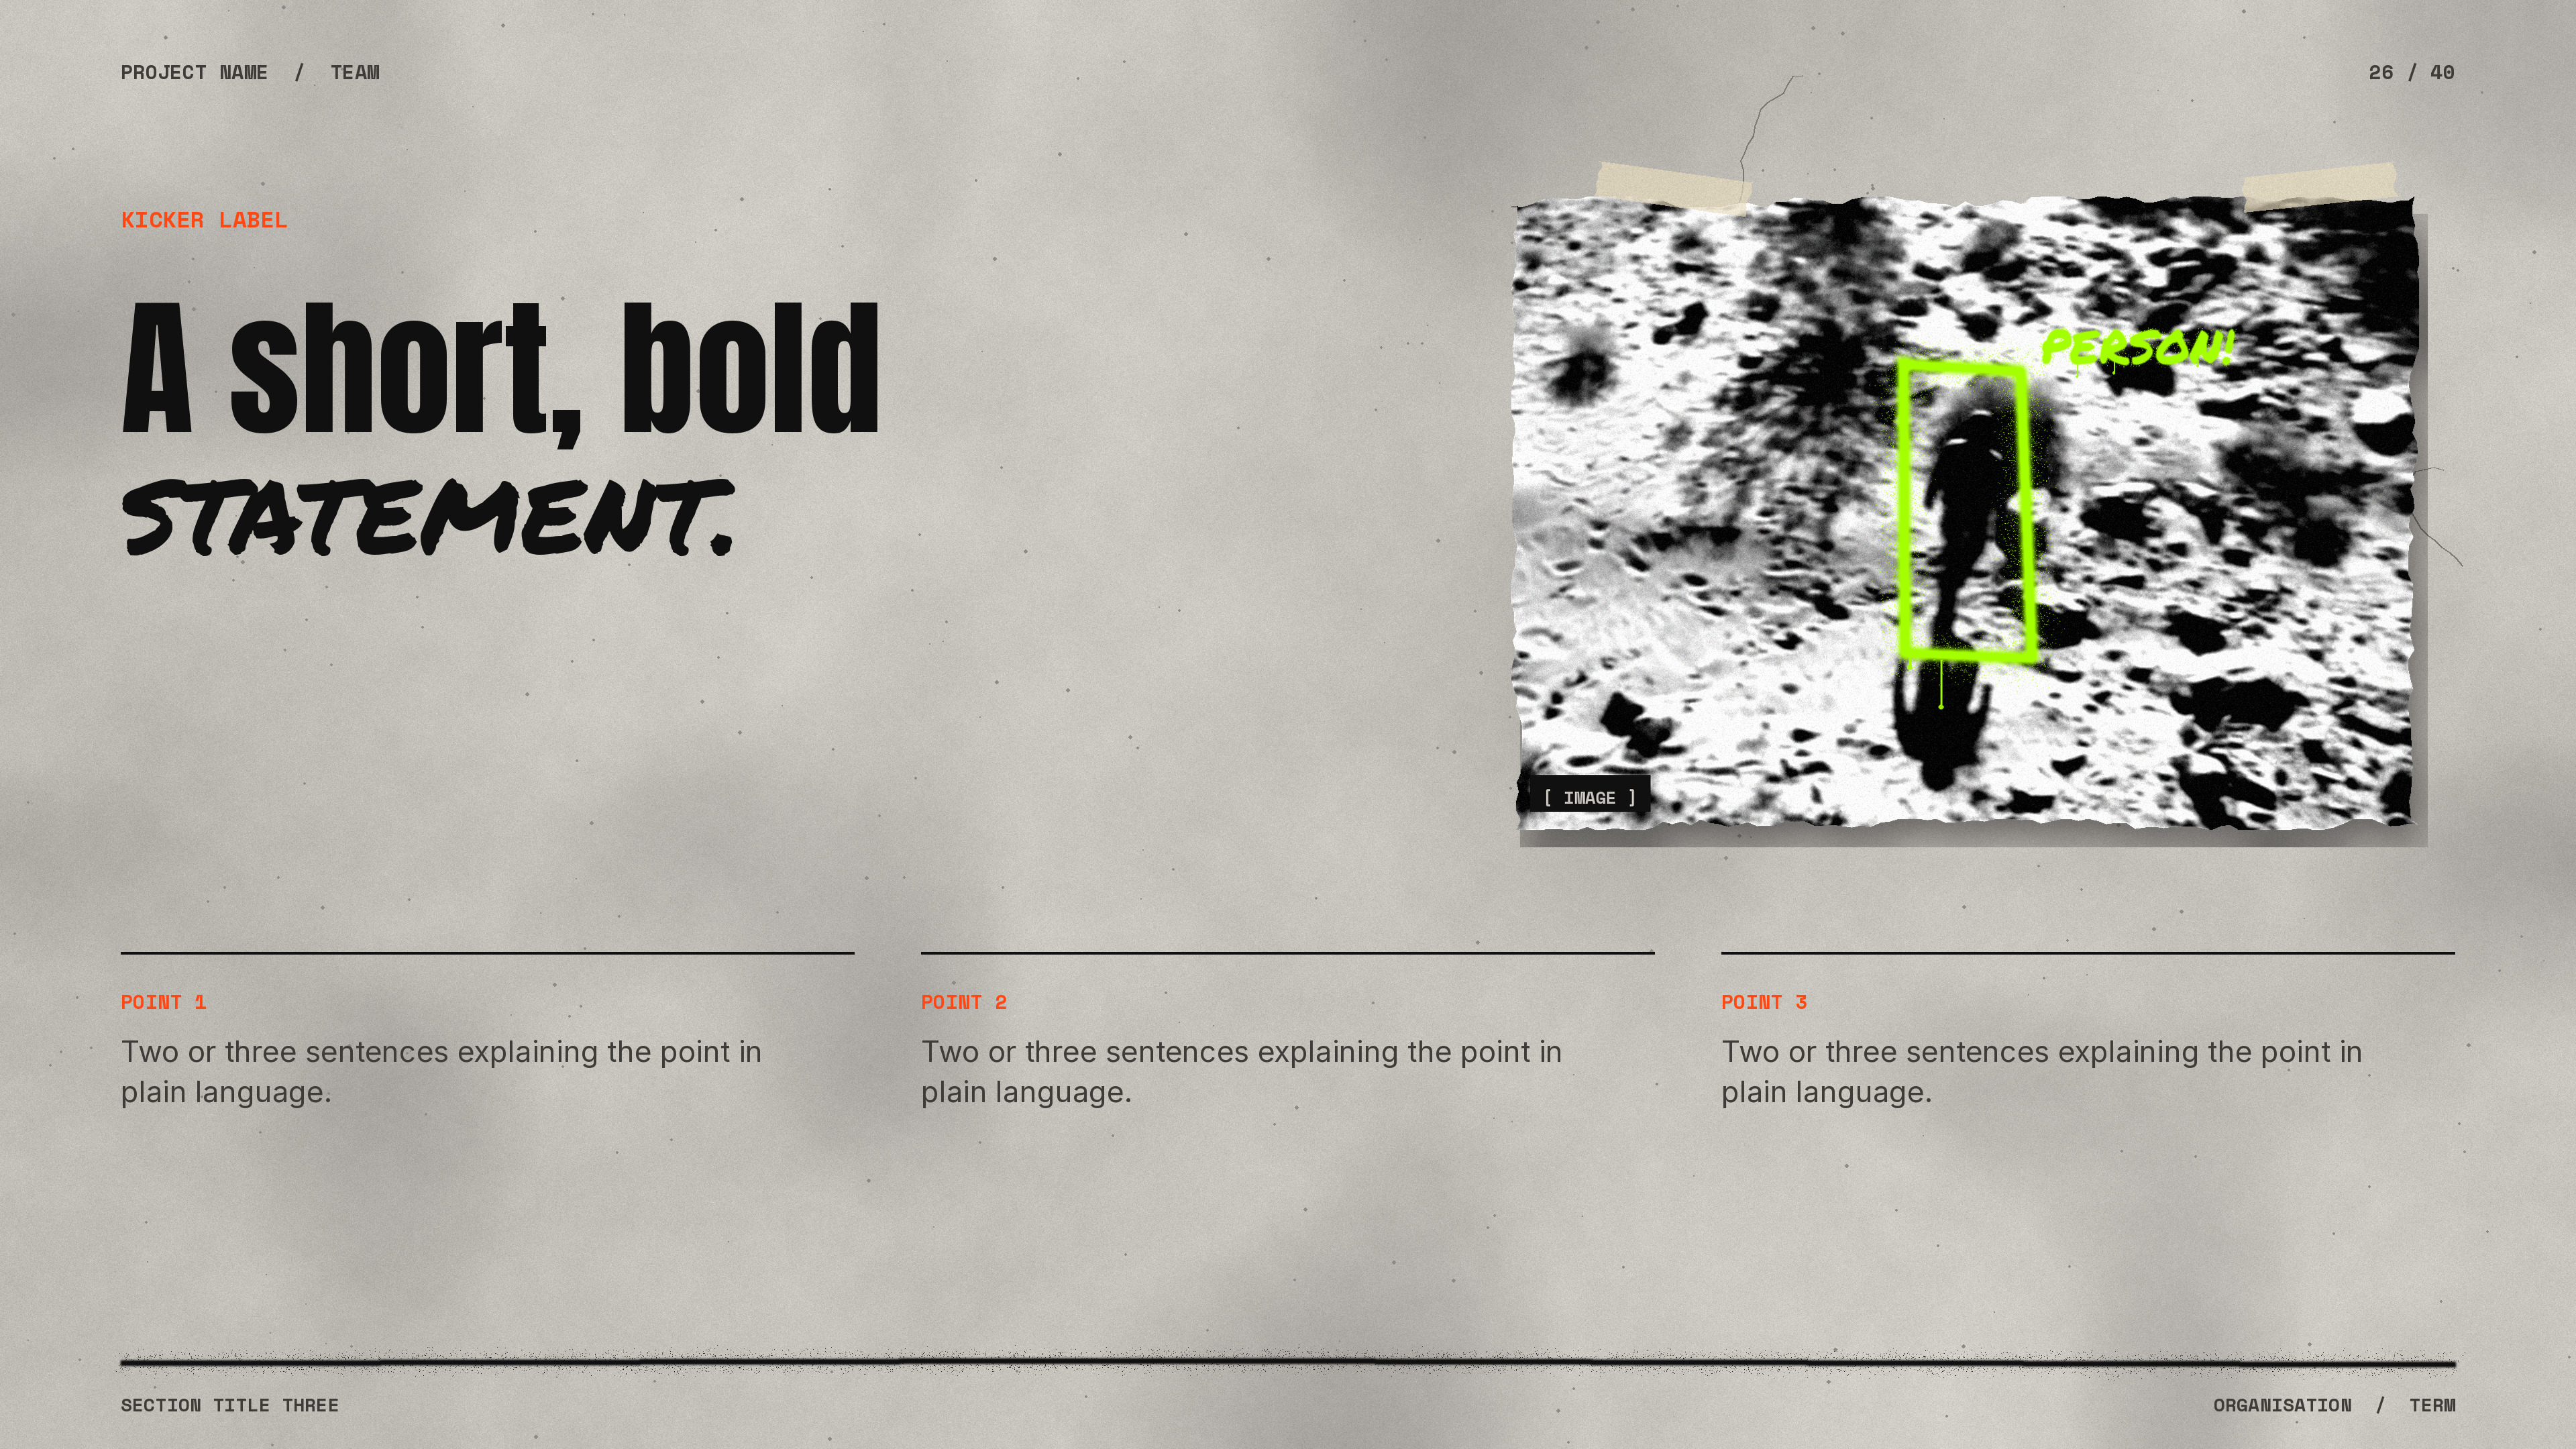 PROJECT NAME / TEAM
26 / 40
KICKER LABEL
A short, bold
STATEMENT.
PERSON!
[ IMAGE ]
POINT 1
Two or three sentences explaining the point in
plain language.
POINT 2
Two or three sentences explaining the point in
plain language.
POINT 3
Two or three sentences explaining the point in
plain language.
SECTION TITLE THREE
ORGANISATION / TERM